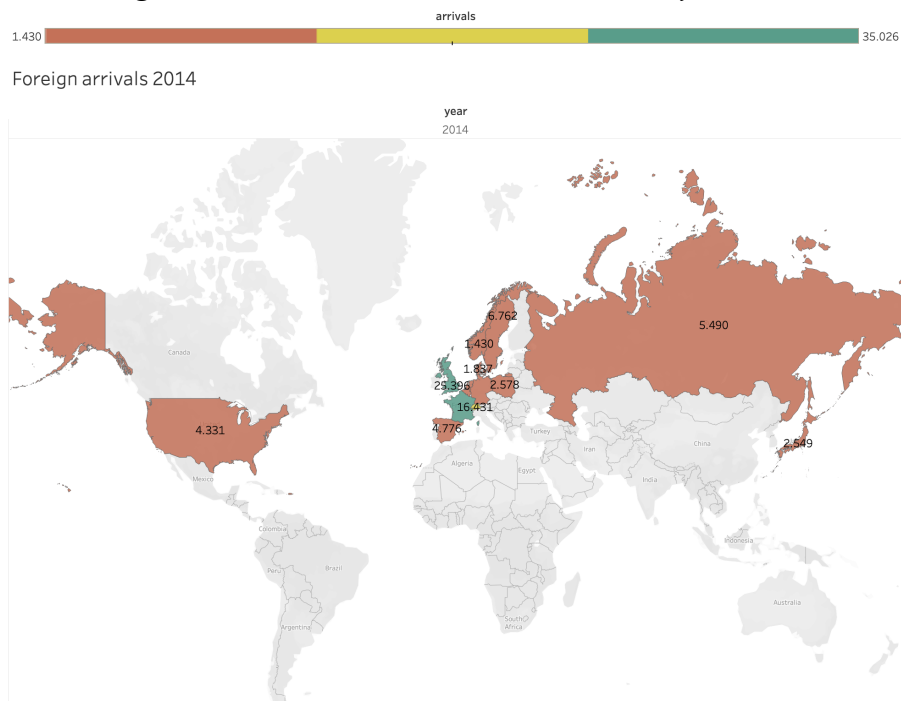 arrivals
1.430
35.026
Foreign arrivals 2014
year
2014
6.762
5.490
1.430
Canada
1.837
25.396
2.578
16.431
4.331
4.776
Turkey
2.549
China
Iran
Algeria
Egypt
Mexico
India
Colombia
Indonesia
Peru
Brazil
Australia
South
Africa
Argentina